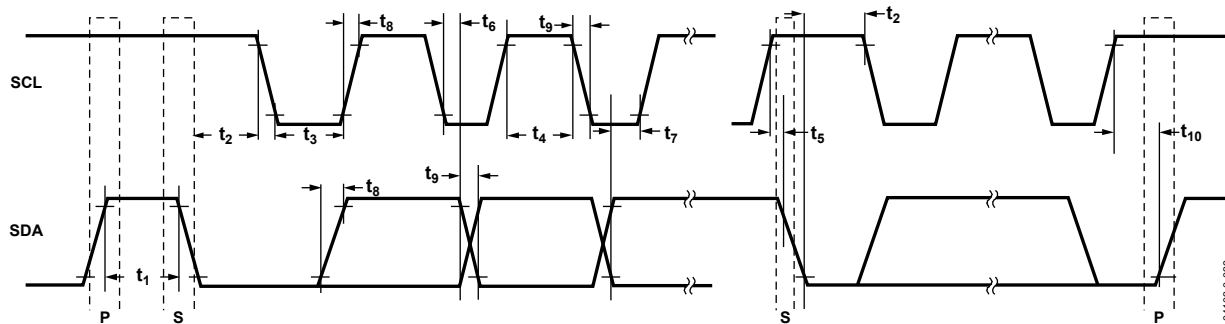 t8 t6 t9 t2
SCL
t2 t3 t4 t7 t5 t10
t9 t8
SDA
t1
P S S P